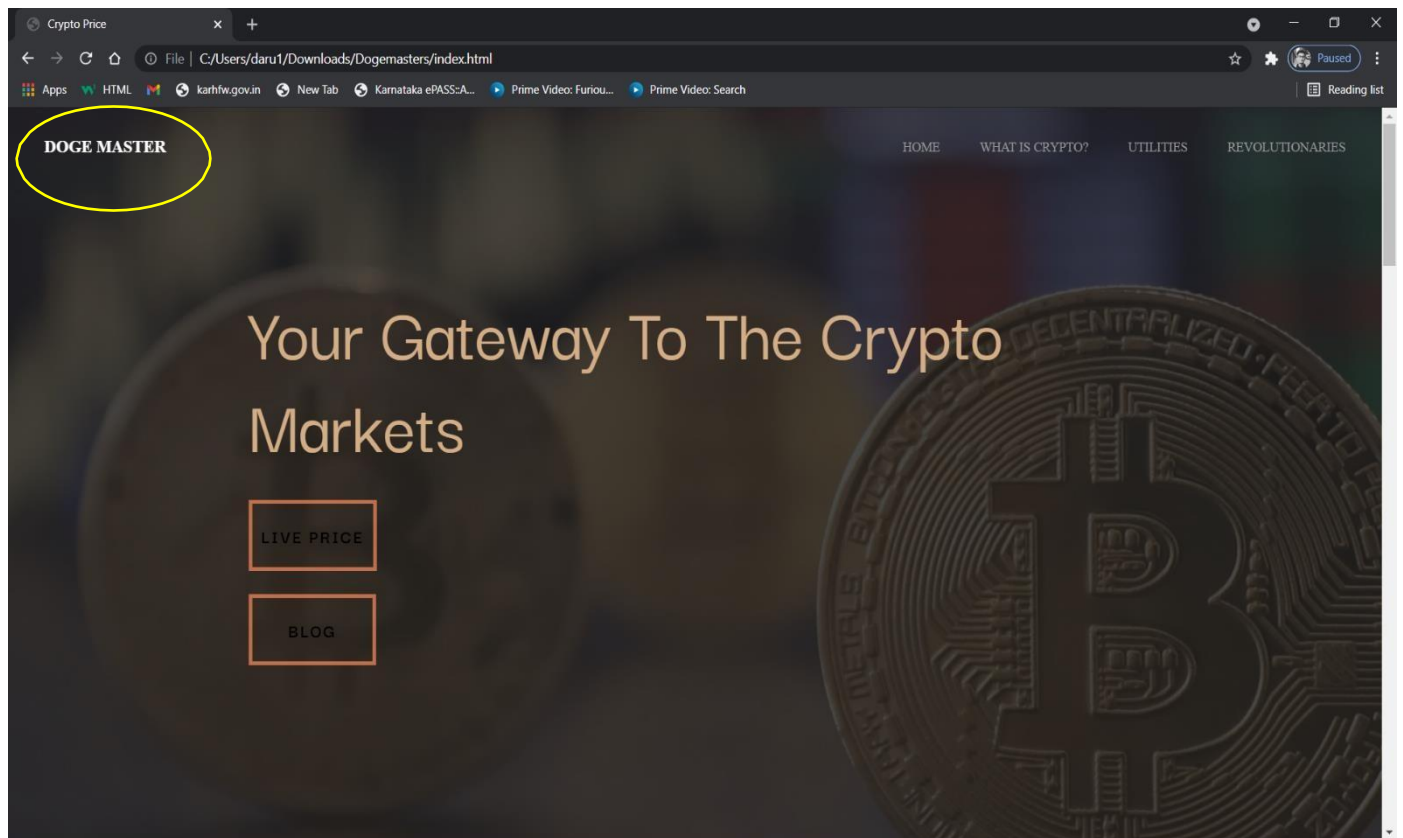 Crypto Price
File | C:/Users/daru1/Downloads/Dogemasters/index.html
Paused
Apps HTML karhfw.gov.in New Tab Karnataka ePASS::A... Prime Video: Furiou... Prime Video: Search Reading list
DOGE MASTER HOME WHAT IS CRYPTO? UTILITIES REVOLUTIONARIES
Your Gateway To The Crypto
Markets
LIVE PRICE
BLOG
DECENTRALIZED